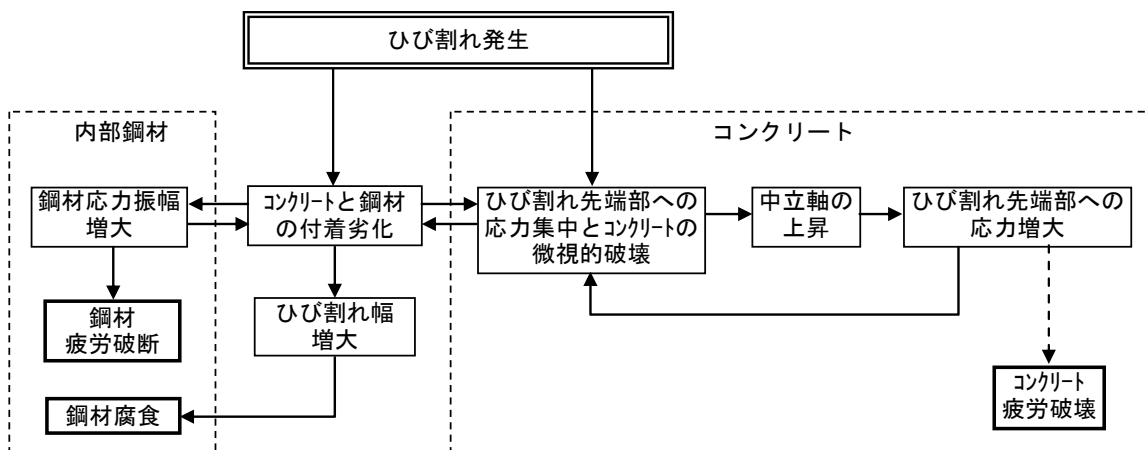 ひび割れ発生
内部鋼材
コンクリート
鋼材応力振幅
増大
ｺﾝｸﾘｰﾄと鋼材
の付着劣化
ひび割れ先端部への
応力集中とｺﾝｸﾘｰﾄの
微視的破壊
中立軸の
上昇
ひび割れ先端部への
応力増大
鋼材
疲労破断
ひび割れ幅
増大
ｺﾝｸﾘｰﾄ
疲労破壊
鋼材腐食